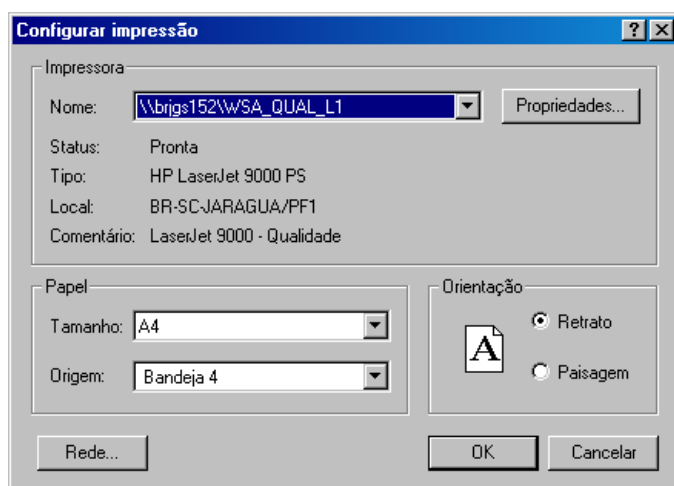 Configurar impressão
Impressora
Nome: \\brjgs152\WSA_QUAL_L1 Propriedades...
Status: Pronta
Tipo: HP LaserJet 9000 PS
Local: BR-SC-JARAGUA/PF1
Comentário: LaserJet 9000 - Qualidade
Papel
Tamanho: A4
Origem: Bandeja 4
Orientação
A
Retrato
Paisagem
Rede... OK Cancelar